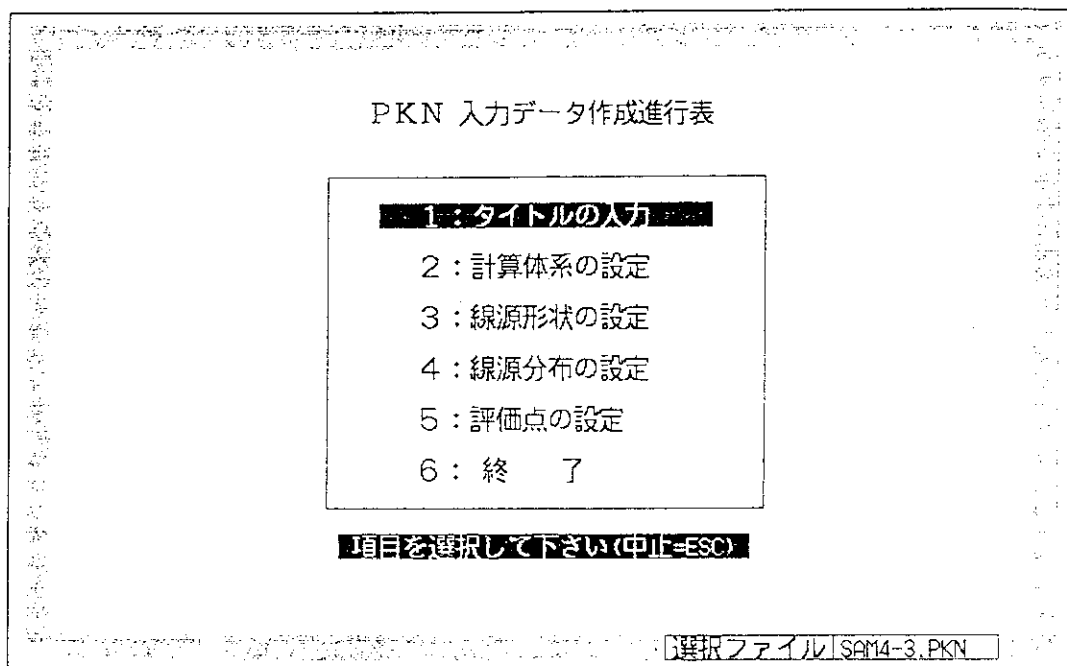 PKN 入力データ作成進行表
1：タイトルの入力
2：計算体系の設定
3：線源形状の設定
4：線源分布の設定
5：評価点の設定
6： 終　　了
項目を選択して下さい(中止=ESC)
選択ファイル SAM4-3.PKN